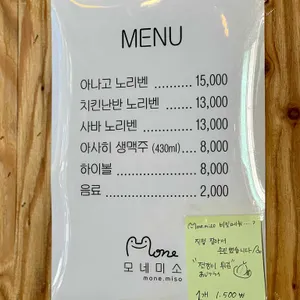 MENU
아나고 노리벤 .......... 15,000
치킨난반 노리벤 ....... 13,000
사바 노리벤 .............. 13,000
아사히 생맥주 (430ml) .... 8,000
하이볼 ...................... 8,000
음료 ......................... 2,000
mone
모네미소
mone.miso
mone miso
1개 1.500₩